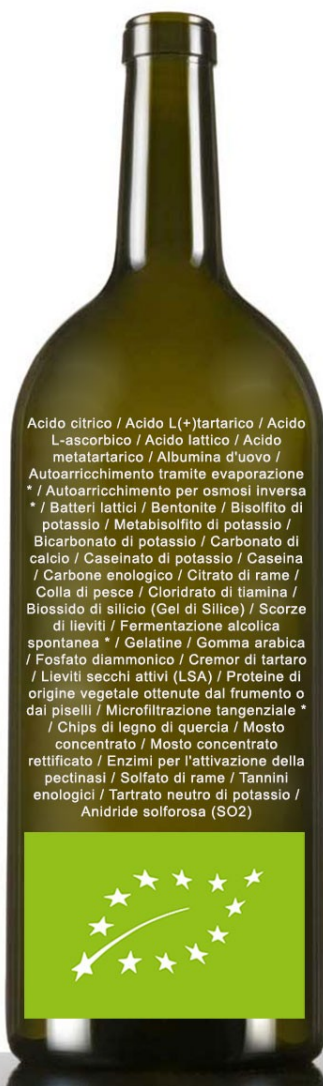 Acido citrico / Acido L(+)tartarico / Acido
L-ascorbico / Acido lattico / Acido
metatartarico / Albumina d'uovo /
Autoarricchimento tramite evaporazione
* / Autoarricchimento per osmosi inversa
* / Batteri lattici / Bentonite / Bisolfito di
potassio / Metabisolfito di potassio /
Bicarbonato di potassio / Carbonato di
calcio / Caseinato di potassio / Caseina
/ Carbone enologico / Citrato di rame /
Colla di pesce / Cloridrato di tiamina /
Biossido di silicio (Gel di Silice) / Scorze
di lieviti / Fermentazione alcolica
spontanea * / Gelatine / Gomma arabica
/ Fosfato diammonico / Cremor di tartaro
/ Lieviti secchi attivi (LSA) / Proteine di
origine vegetale ottenute dal frumento o
dai piselli / Microfiltrazione tangenziale *
/ Chips di legno di quercia / Mosto
concentrato / Mosto concentrato
rettificato / Enzimi per l'attivazione della
pectinasi / Solfato di rame / Tannini
enologici / Tartrato neutro di potassio /
Anidride solforosa (SO2)